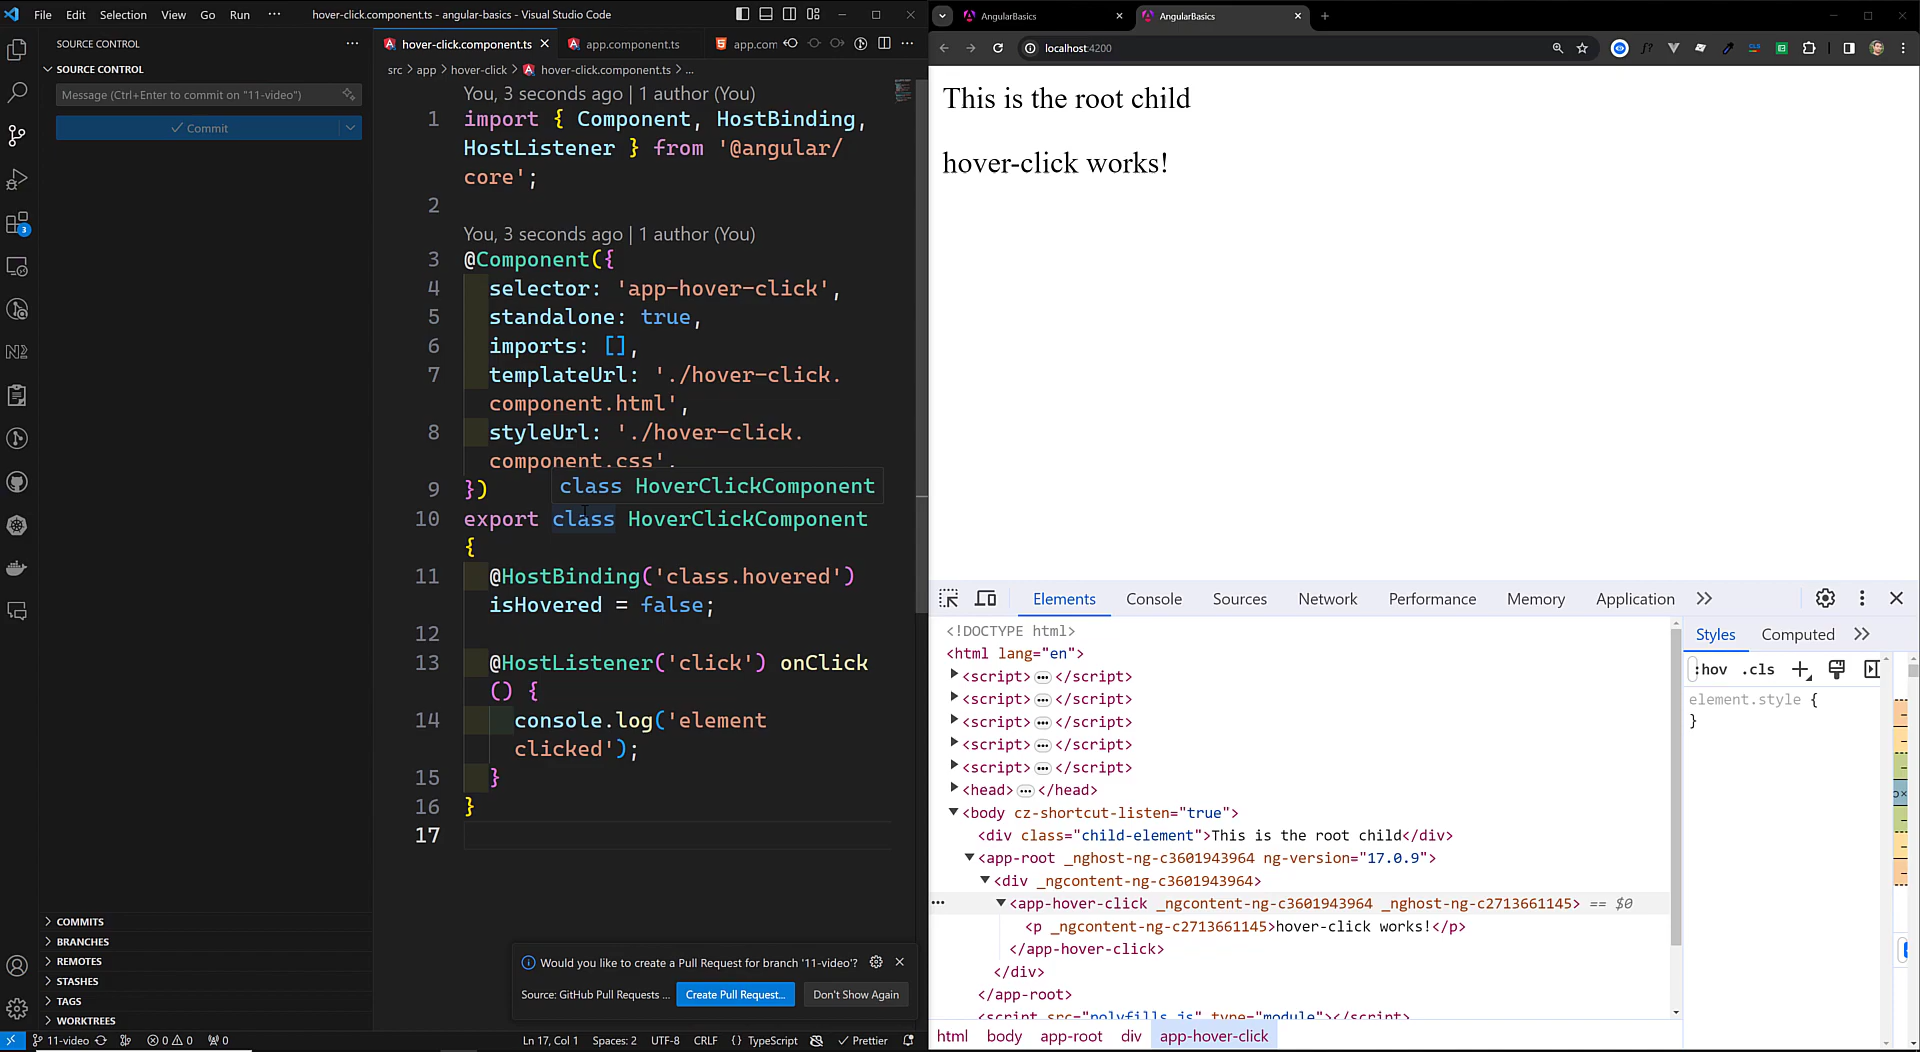 File Edit Selection View Go Run ···
hover-click.component.ts - angular-basics - Visual Studio Code
SOURCE CONTROL
SOURCE CONTROL
Message (Ctrl+Enter to commit on "11-video")
Commit
COMMITS
BRANCHES
REMOTES
STASHES
TAGS
WORKTREES
3
hover-click.component.ts app.component.ts app.com
src > app > hover-click > hover-click.component.ts > ...
You, 3 seconds ago | 1 author (You)
1 import { Component, HostBinding,
HostListener } from '@angular/
core';
2
You, 3 seconds ago | 1 author (You)
3 @Component({
4 selector: 'app-hover-click',
5 standalone: true,
6 imports: [],
7 templateUrl: './hover-click.
component.html',
8 styleUrl: './hover-click.
component.css',
9 })
class HoverClickComponent
10 export class HoverClickComponent
{
11 @HostBinding('class.hovered')
isHovered = false;
12
13 @HostListener('click') onClick
() {
14 console.log('element
clicked');
15 }
16 }
17
Would you like to create a Pull Request for branch '11-video'?
Source: GitHub Pull Requests ... Create Pull Request... Don't Show Again
11-video 0 0 0 Ln 17, Col 1 Spaces: 2 UTF-8 CRLF {} TypeScript Prettier
AngularBasics AngularBasics
localhost:4200
This is the root child
hover-click works!
Elements Console Sources Network Performance Memory Application
<!DOCTYPE html>
<html lang="en">
<script> ··· </script>
<script> ··· </script>
<script> ··· </script>
<script> ··· </script>
<script> ··· </script>
<head> ··· </head>
<body cz-shortcut-listen="true">
<div class="child-element">This is the root child</div>
<app-root _nghost-ng-c3601943964 ng-version="17.0.9">
<div _ngcontent-ng-c3601943964>
<app-hover-click _ngcontent-ng-c3601943964 _nghost-ng-c2713661145> == $0
<p _ngcontent-ng-c2713661145>hover-click works!</p>
</app-hover-click>
</div>
</app-root>
<script src="polyfills.js" type="module"></script>
html body app-root div app-hover-click
Styles Computed
:hov .cls
element.style {
}